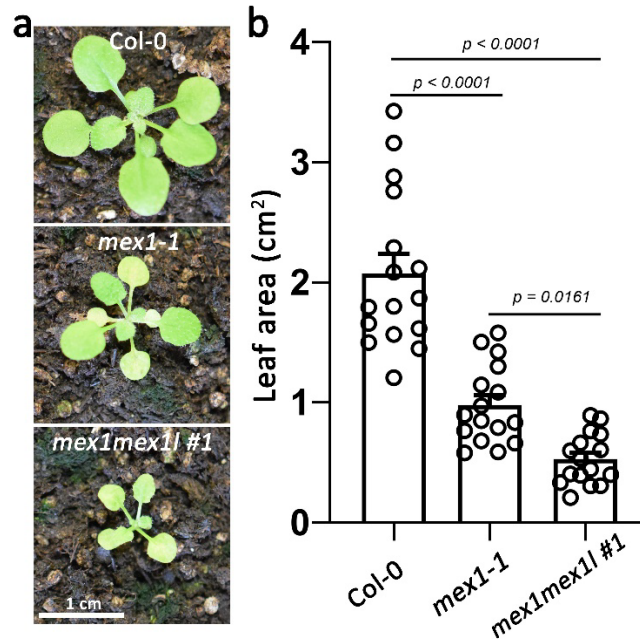 a
Col-0
mex1-1
mex1mex1l #1
1 cm
b
Leaf area (cm²)
4
3
2
1
0
p < 0.0001
p < 0.0001
p = 0.0161
Col-0
mex1-1
mex1mex1l #1